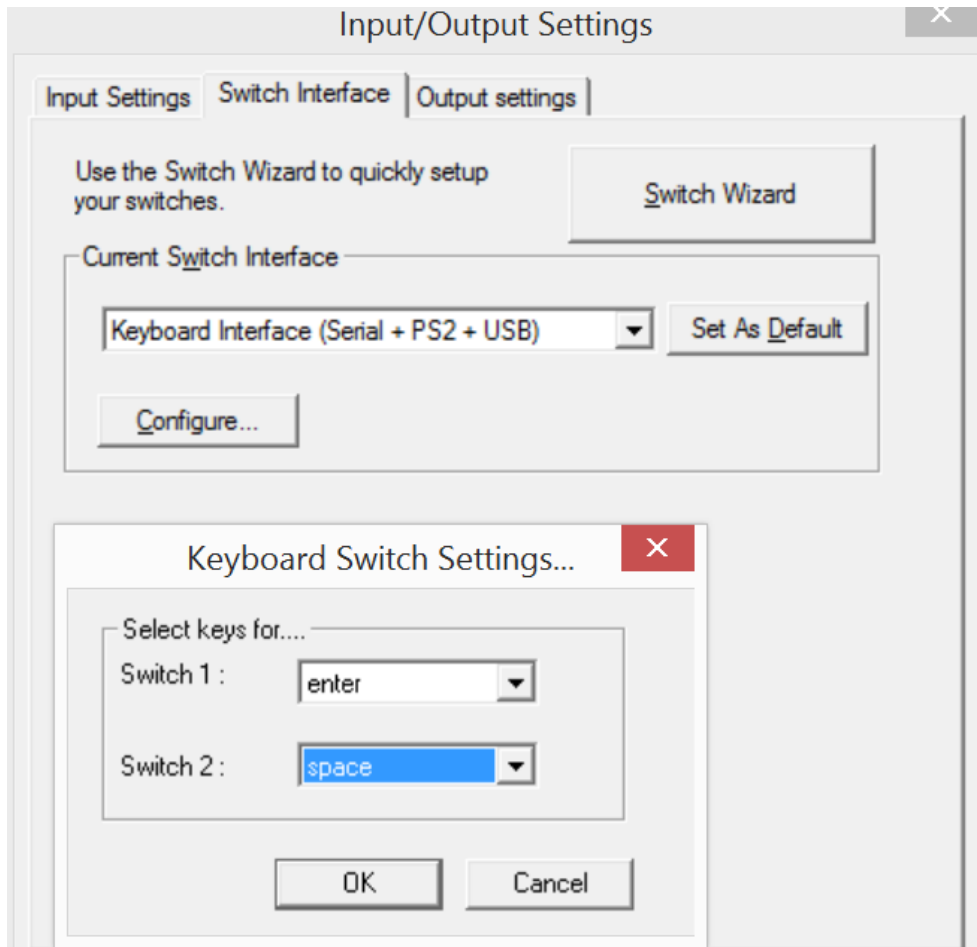 Input/Output Settings
Input Settings Switch Interface Output settings
Use the Switch Wizard to quickly setup
your switches.
Switch Wizard
Current Switch Interface
Keyboard Interface (Serial + PS2 + USB)
Set As Default
Configure...
Keyboard Switch Settings...
Select keys for....
Switch 1 : enter
Switch 2 : space
OK Cancel